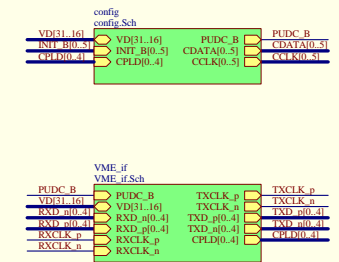 config
config.Sch
VD[31..16] VD[31..16] PUDC_B PUDC_B
INIT_B[0..5] INIT_B[0..5] CDATA[0..5] CDATA[0..5]
CPLD[0..4] CPLD[0..4] CCLK[0..5] CCLK[0..5]
VME_if
VME_if.Sch
PUDC_B PUDC_B TXCLK_p TXCLK_p
VD[31..16] VD[31..16] TXCLK_n TXCLK_n
RXD_n[0..4] RXD_n[0..4] TXD_p[0..4] TXD_p[0..4]
RXD_p[0..4] RXD_p[0..4] TXD_n[0..4] TXD_n[0..4]
RXCLK_p RXCLK_p CPLD[0..4] CPLD[0..4]
RXCLK_n RXCLK_n